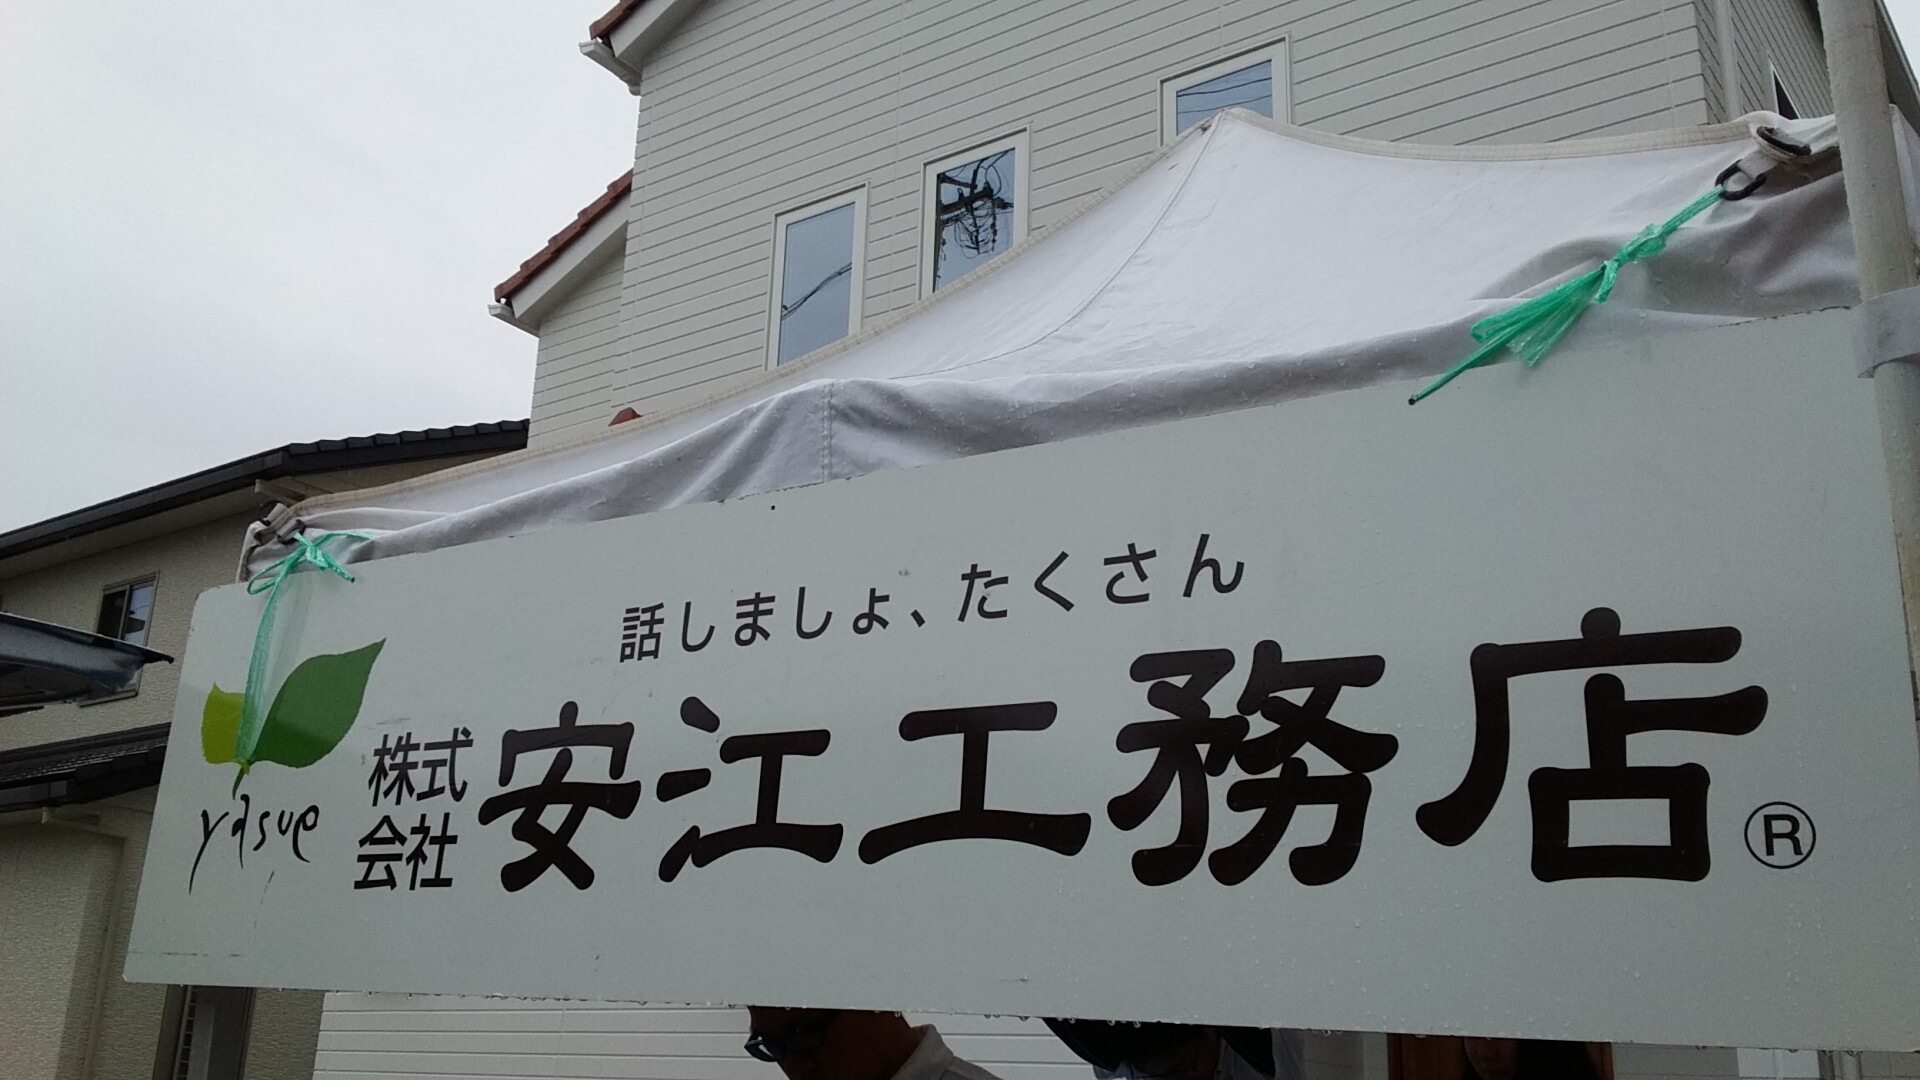 話しましょ、たくさん
yasue
株式
会社
安江工務店®